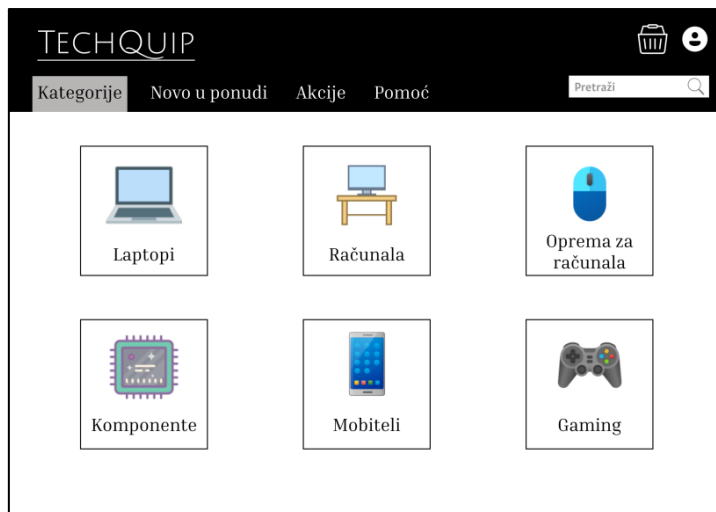 TECHQUIP
Kategorije Novo u ponudi Akcije Pomoć Pretraži
Laptopi Računala Oprema za
računala
Komponente Mobiteli Gaming